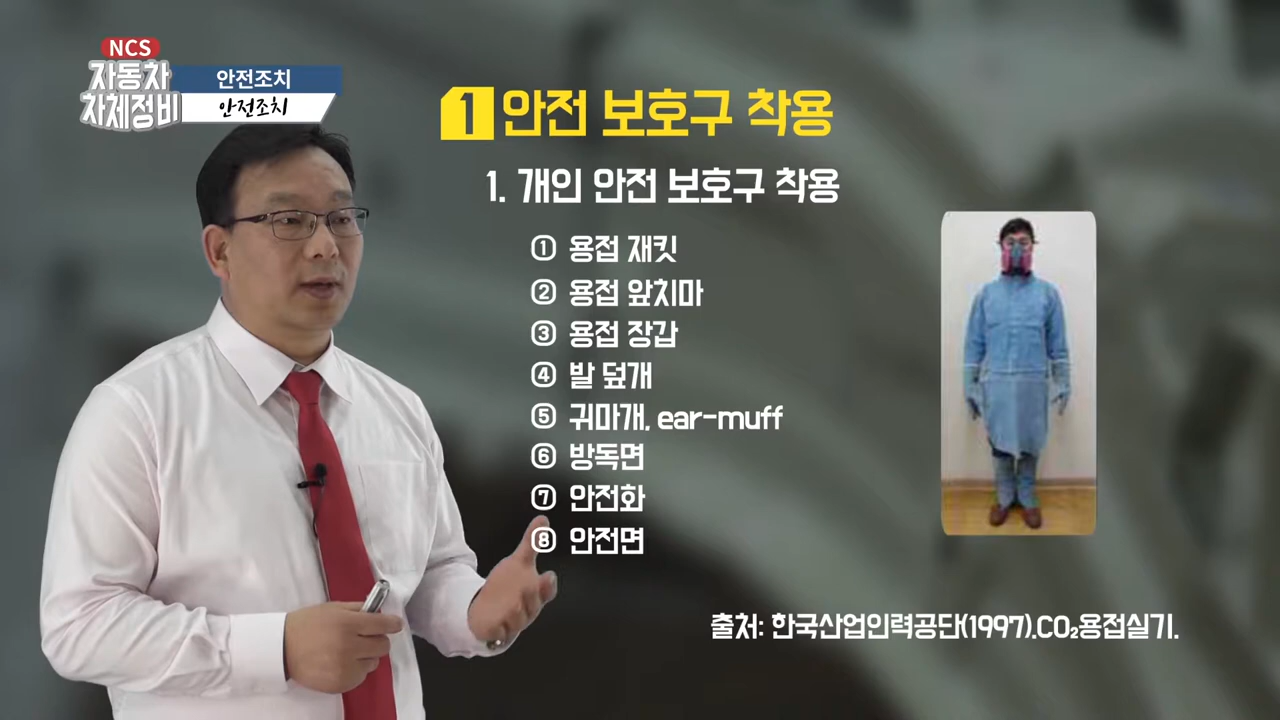 NCS
자동차
차체정비
안전조치
안전조치
1 안전 보호구 착용
1. 개인 안전 보호구 착용
① 용접 재킷
② 용접 앞치마
③ 용접 장갑
④ 발 덮개
⑤ 귀마개, ear-muff
⑥ 방독면
⑦ 안전화
⑧ 안전면
출처: 한국산업인력공단(1997).CO₂용접실기.